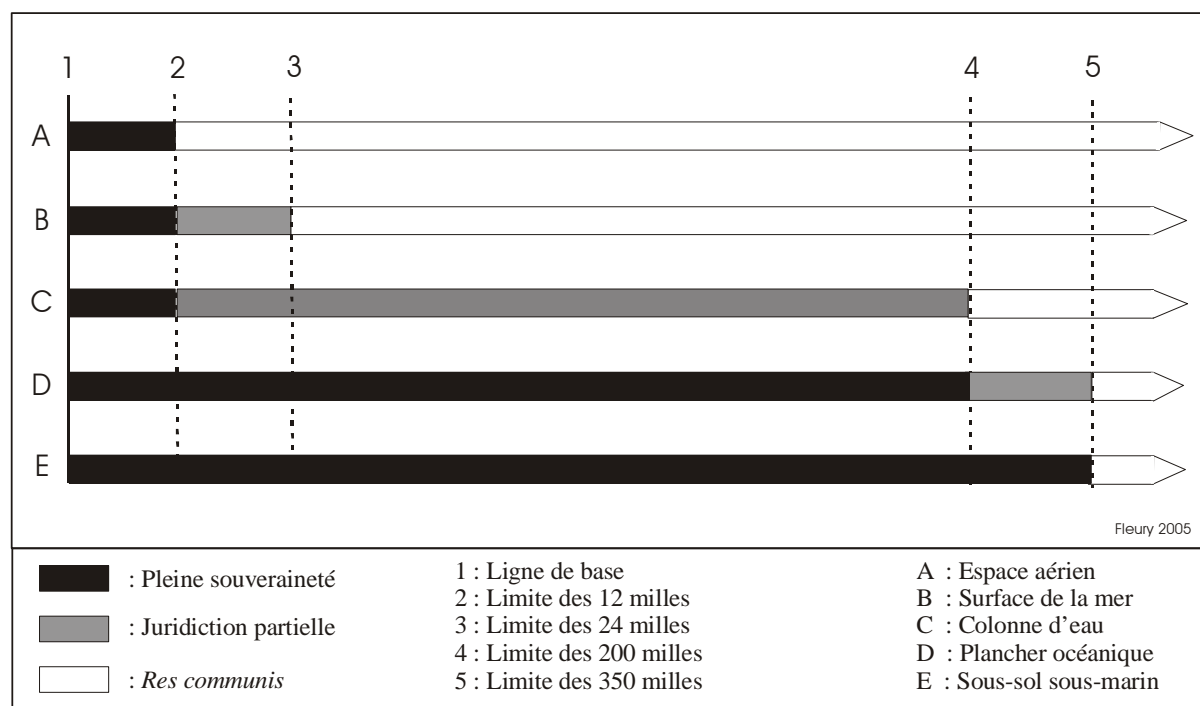 1 2 3 4 5
A
B
C
D
E
Fleury 2005
: Pleine souveraineté
: Juridiction partielle
: Res communis
1 : Ligne de base
2 : Limite des 12 milles
3 : Limite des 24 milles
4 : Limite des 200 milles
5 : Limite des 350 milles
A : Espace aérien
B : Surface de la mer
C : Colonne d'eau
D : Plancher océanique
E : Sous-sol sous-marin